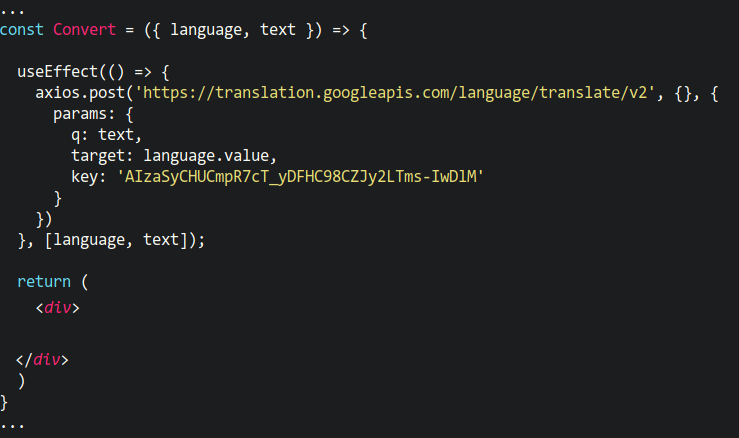 ...
const Convert = ({ language, text }) => {
useEffect(() => {
axios.post('https://translation.googleapis.com/language/translate/v2', {}, {
params: {
q: text,
target: language.value,
key: 'AIzaSyCHUCmpR7cT_yDFHC98CZJy2LTms-IwDlM'
}
})
}, [language, text]);
return (
<div>
</div>
)
}
...